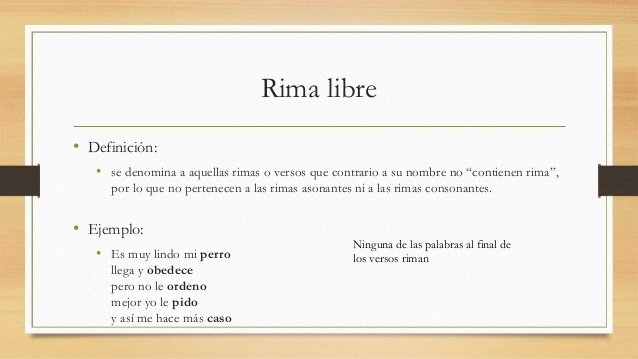 Rima libre
• Definición:
• se denomina a aquellas rimas o versos que contrario a su nombre no “contienen rima”,
por lo que no pertenecen a las rimas asonantes ni a las rimas consonantes.
• Ejemplo:
• Es muy lindo mi perro
llega y obedece
pero no le ordeno
mejor yo le pido
y así me hace más caso
Ninguna de las palabras al final de
los versos riman